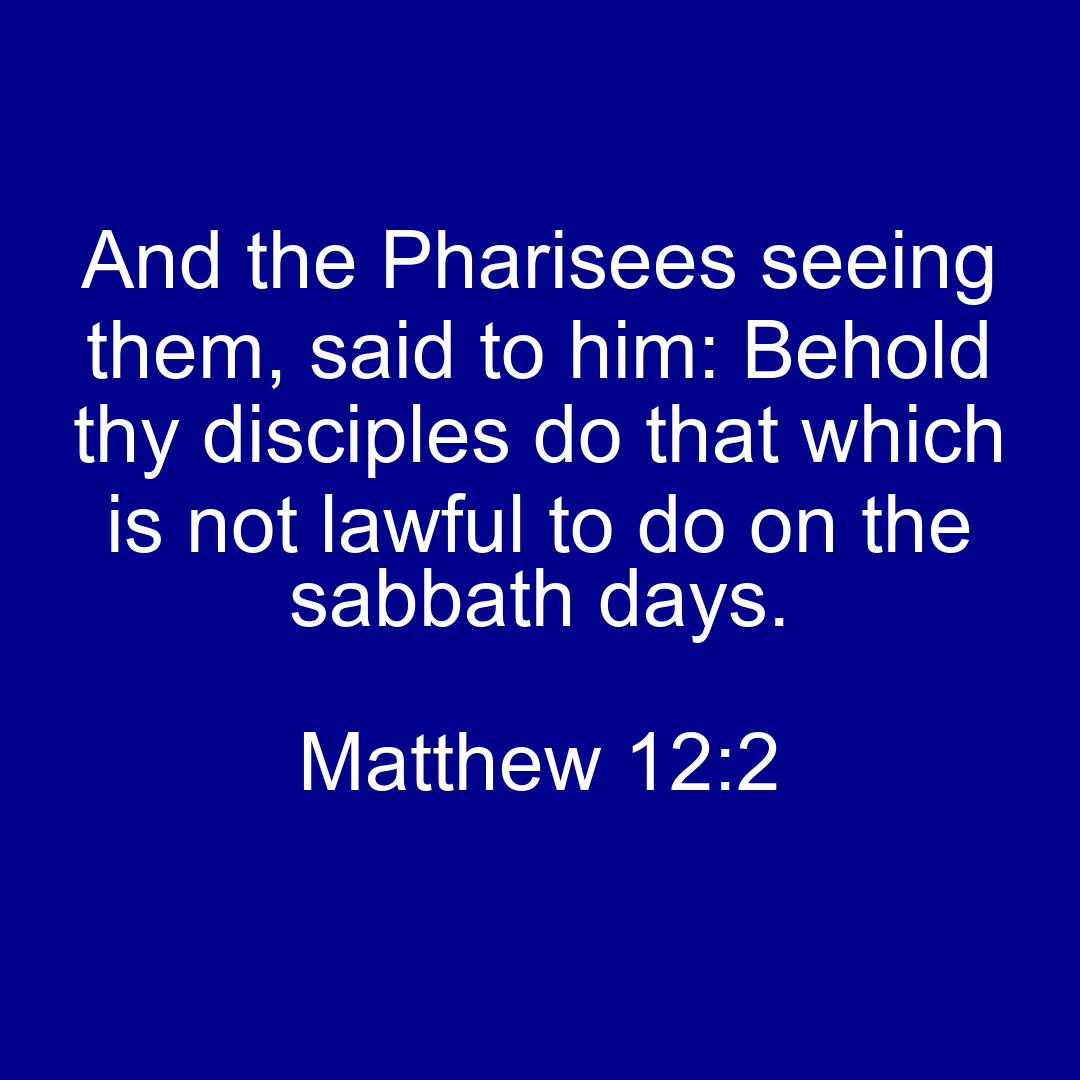 And the Pharisees seeing
them, said to him: Behold
thy disciples do that which
is not lawful to do on the
sabbath days.
Matthew 12:2